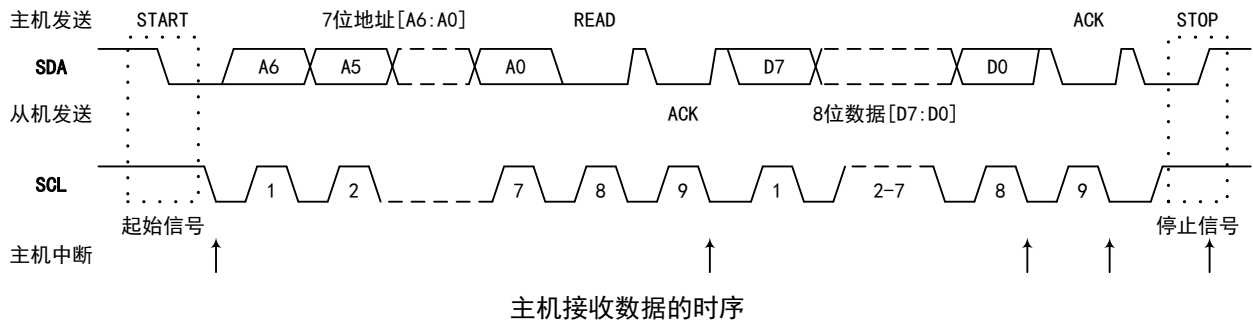 主机发送 START 7位地址[A6:A0] READ ACK STOP
SDA A6 A5 A0 D7 D0
从机发送 ACK 8位数据[D7:D0]
SCL 1 2 7 8 9 1 2-7 8 9
起始信号 停止信号
主机中断
主机接收数据的时序